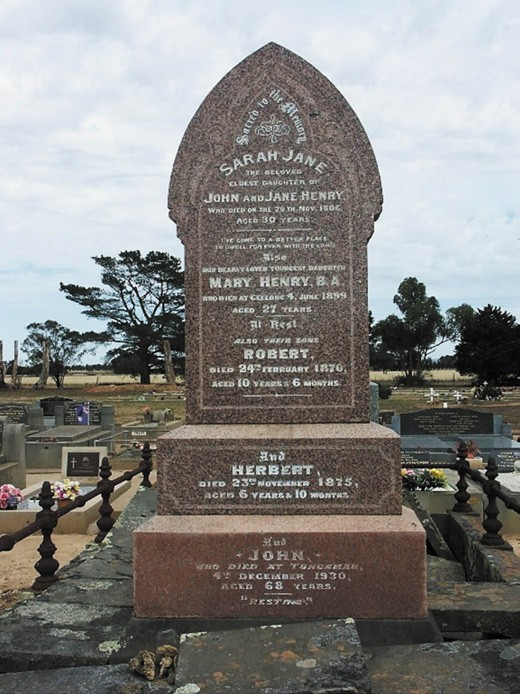 Sacred to the Memory
OF
SARAH JANE
THE BELOVED
ELDEST DAUGHTER OF
JOHN AND JANE HENRY,
WHO DIED ON THE 29TH. NOV. 1886,
AGED 30 YEARS.
I'VE GONE TO A BETTER PLACE
TO DWELL FOR EVER WITH THE LORD
Also
OUR DEARLY LOVED YOUNGEST DAUGHTER
MARY HENRY, B.A.
WHO DIED AT GEELONG 4. JUNE 1899
AGED 27 YEARS.
At Rest.
ALSO THEIR SONS
ROBERT,
DIED 24TH FEBRUARY 1870,
AGED 10 YEARS & 6 MONTHS.
And
HERBERT,
DIED 23RD NOVEMBER 1875,
AGED 6 YEARS & 10 MONTHS.
And
JOHN
WHO DIED AT
4TH DECEMBER 1930,
AGED 68 YEARS.